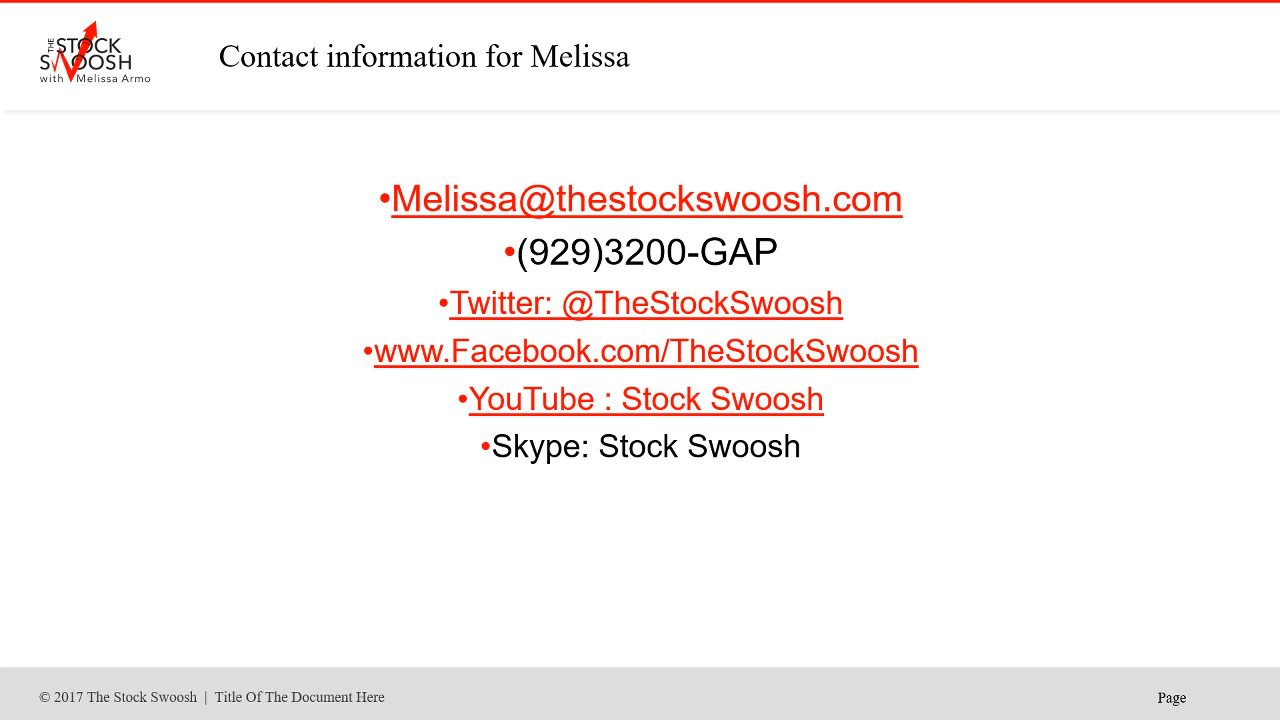 THE STOCK
SWOOSH
with Melissa Armo
Contact information for Melissa
•Melissa@thestockswoosh.com
•(929)3200-GAP
•Twitter: @TheStockSwoosh
•www.Facebook.com/TheStockSwoosh
•YouTube : Stock Swoosh
•Skype: Stock Swoosh
© 2017 The Stock Swoosh | Title Of The Document Here
Page